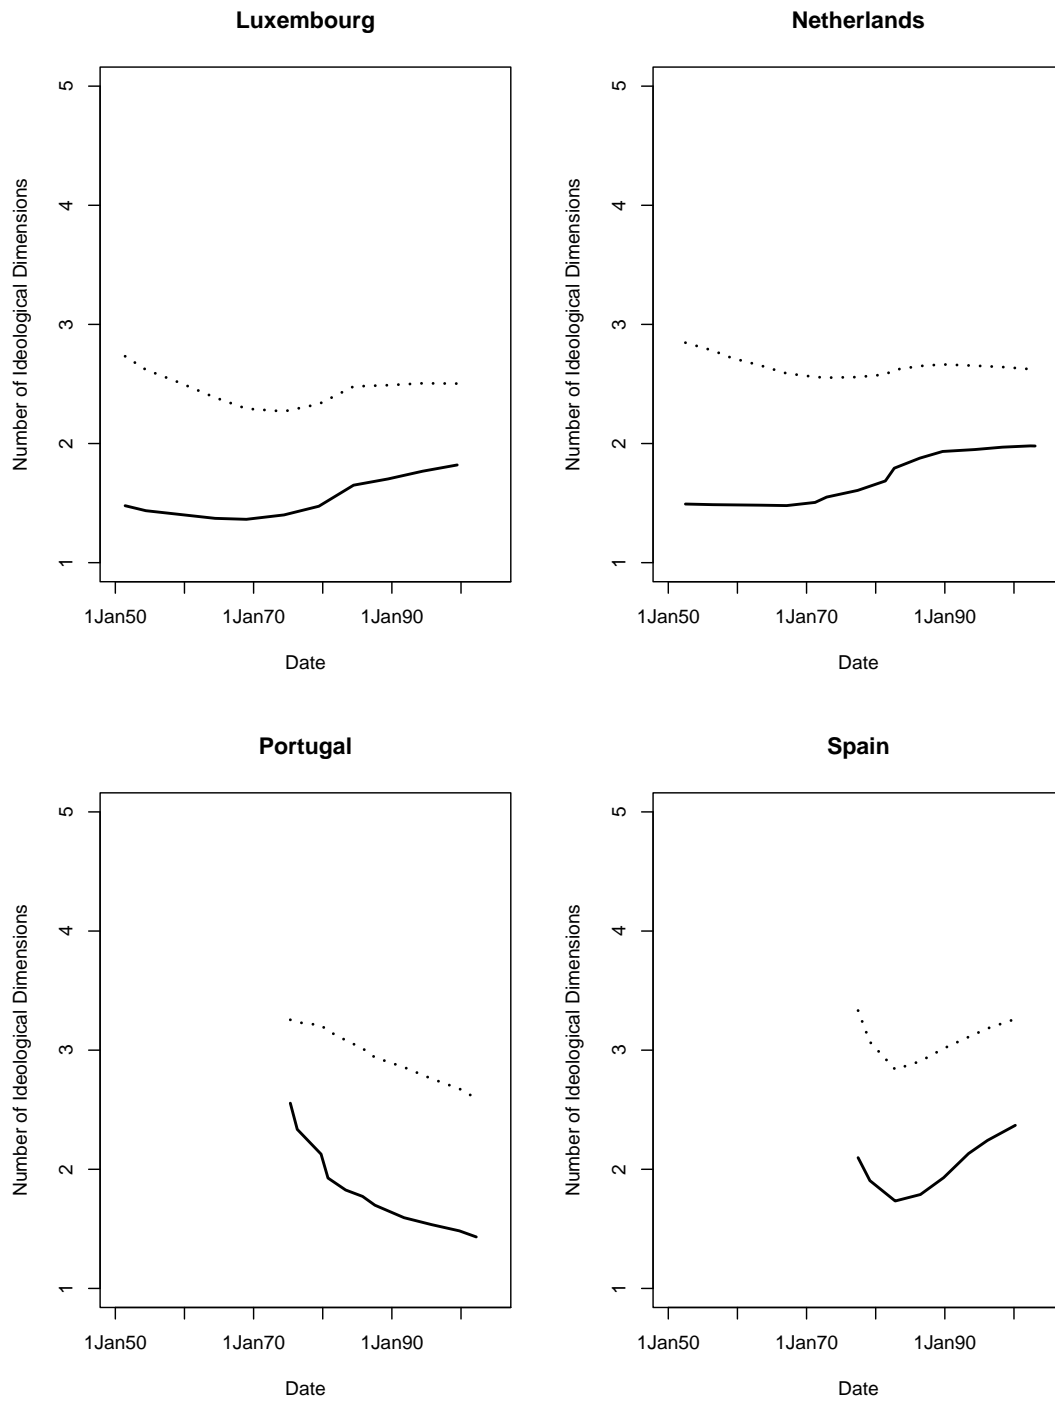 Luxembourg
Number of Ideological Dimensions
5
4
3
2
1
1Jan50 1Jan70 1Jan90
Date
Netherlands
Number of Ideological Dimensions
5
4
3
2
1
1Jan50 1Jan70 1Jan90
Date
Portugal
Number of Ideological Dimensions
5
4
3
2
1
1Jan50 1Jan70 1Jan90
Date
Spain
Number of Ideological Dimensions
5
4
3
2
1
1Jan50 1Jan70 1Jan90
Date